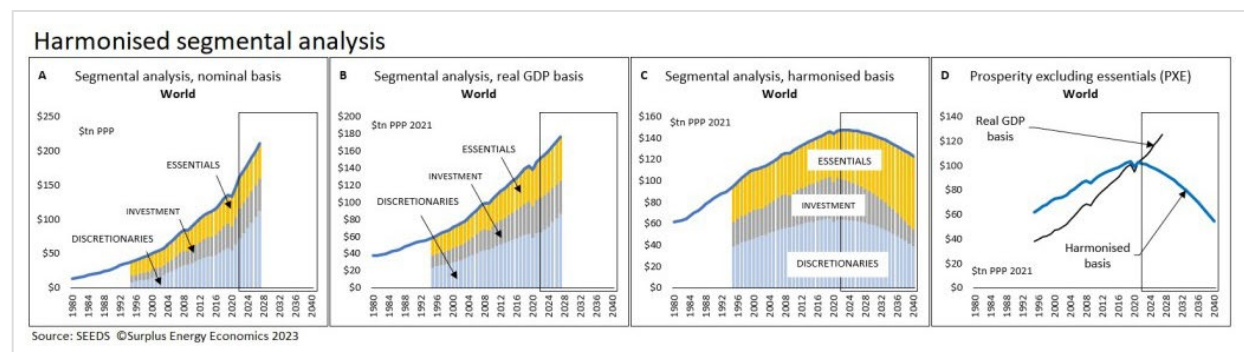 Harmonised segmental analysis
A Segmental analysis, nominal basis
World
$tn PPP
$250
$200
$150
$100
$50
$0
ESSENTIALS
INVESTMENT
DISCRETIONARIES
1980 1984 1988 1992 1996 2000 2004 2008 2012 2016 2020 2024 2028 2032 2036 2040
B Segmental analysis, real GDP basis
World
$tn PPP 2021
$200
$180
$160
$140
$120
$100
$80
$60
$40
$20
$0
ESSENTIALS
INVESTMENT
DISCRETIONARIES
1980 1984 1988 1992 1996 2000 2004 2008 2012 2016 2020 2024 2028 2032 2036 2040
C Segmental analysis, harmonised basis
World
$tn PPP 2021
$160
$140
$120
$100
$80
$60
$40
$20
$0
ESSENTIALS
INVESTMENT
DISCRETIONARIES
1980 1984 1988 1992 1996 2000 2004 2008 2012 2016 2020 2024 2028 2032 2036 2040
D Prosperity excluding essentials (PXE)
World
$140
$120
$100
$80
$60
$40
$20
$0
Real GDP
basis
Harmonised
basis
$tn PPP 2021
1980 1984 1988 1992 1996 2000 2004 2008 2012 2016 2020 2024 2028 2032 2036 2040
Source: SEEDS ©Surplus Energy Economics 2023